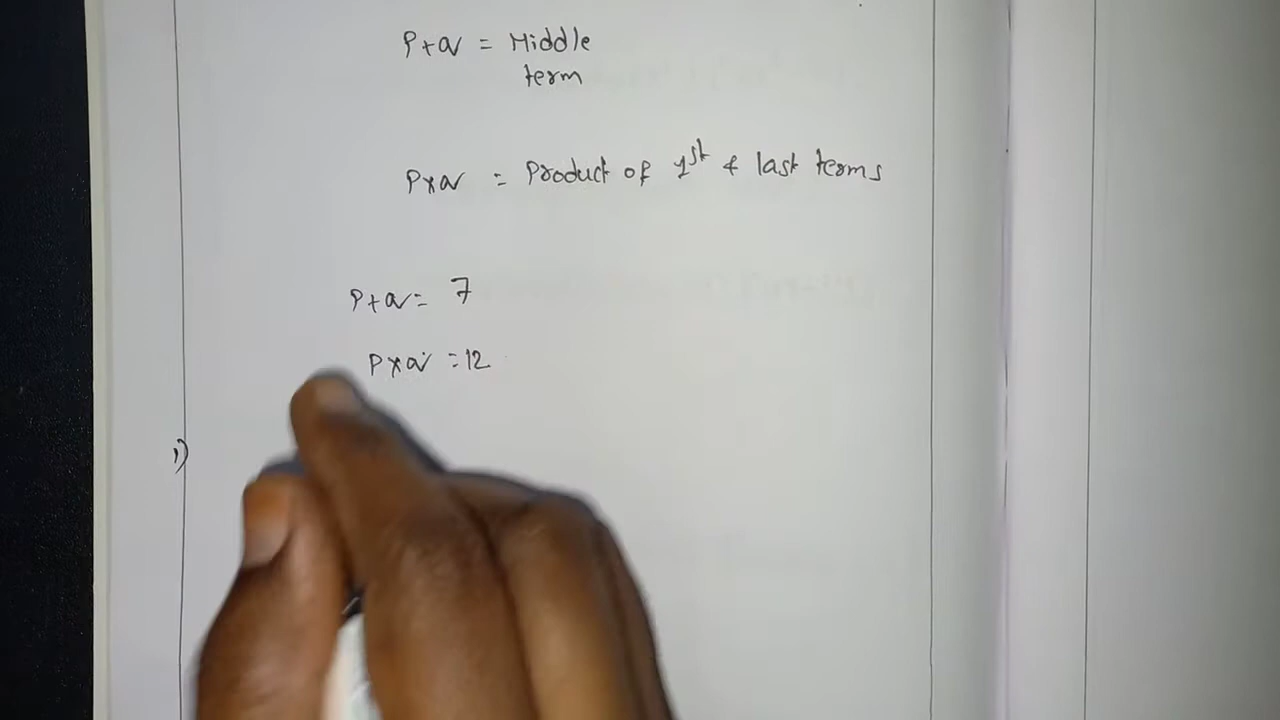 P+q = Middle
term
P×q = Product of 1st & last terms
P+q = 7
P×q = 12
1)